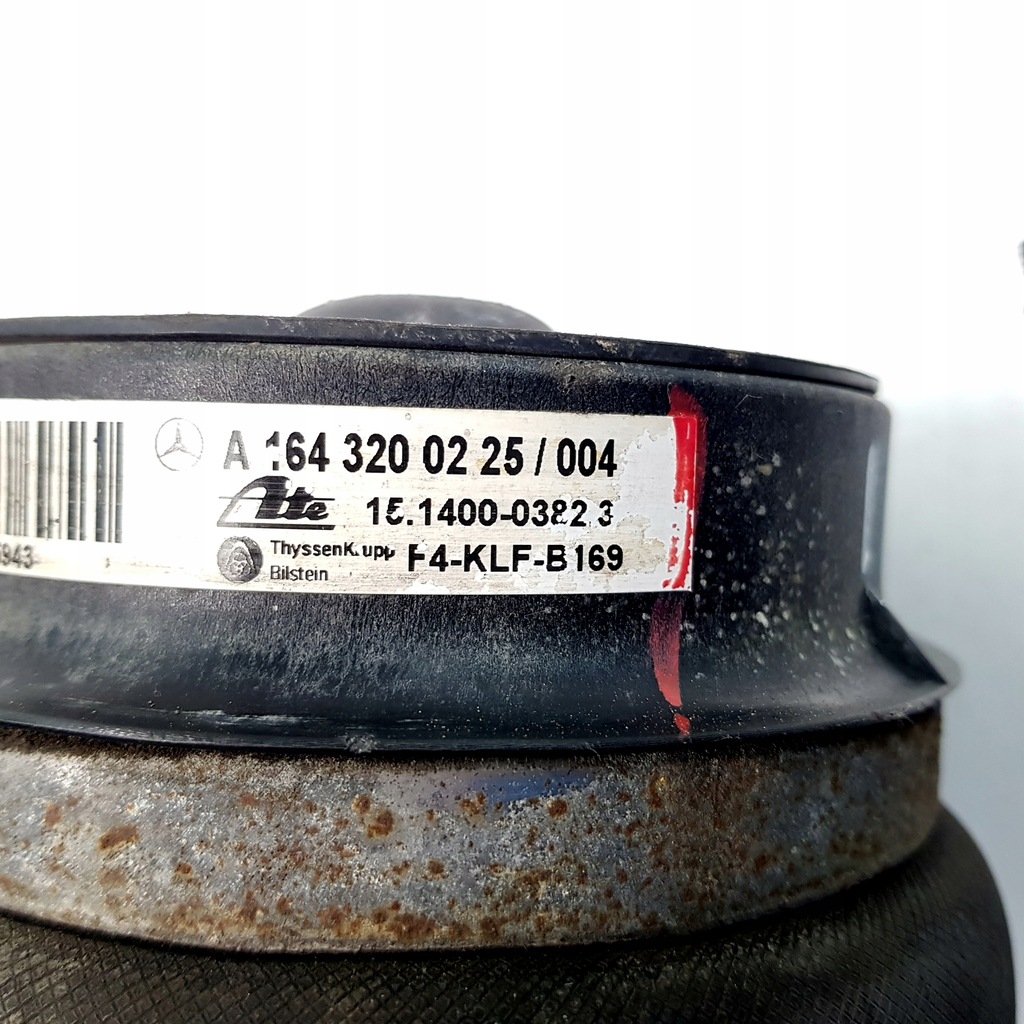 A 164 320 02 25 / 004
Ate 15.1400-0382.3
ThyssenKrupp F4-KLF-B169
Bilstein